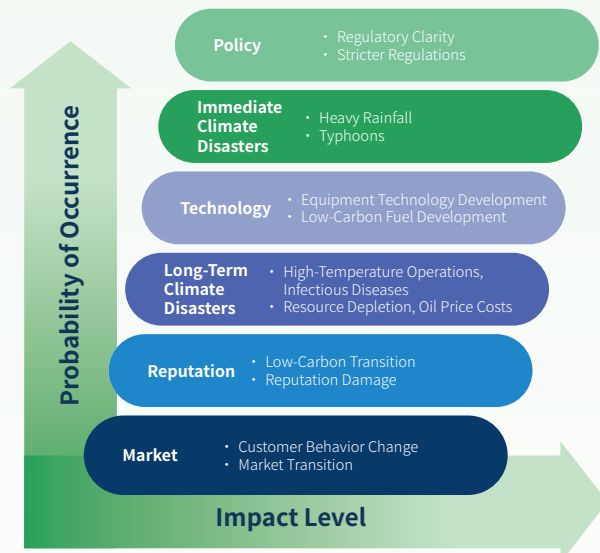 Policy
· Regulatory Clarity
· Stricter Regulations
Immediate
Climate
Disasters
· Heavy Rainfall
· Typhoons
Technology
· Equipment Technology Development
· Low-Carbon Fuel Development
Long-Term
Climate
Disasters
· High-Temperature Operations,
Infectious Diseases
· Resource Depletion, Oil Price Costs
Reputation
· Low-Carbon Transition
· Reputation Damage
Market
· Customer Behavior Change
· Market Transition
Probability of Occurrence
Impact Level